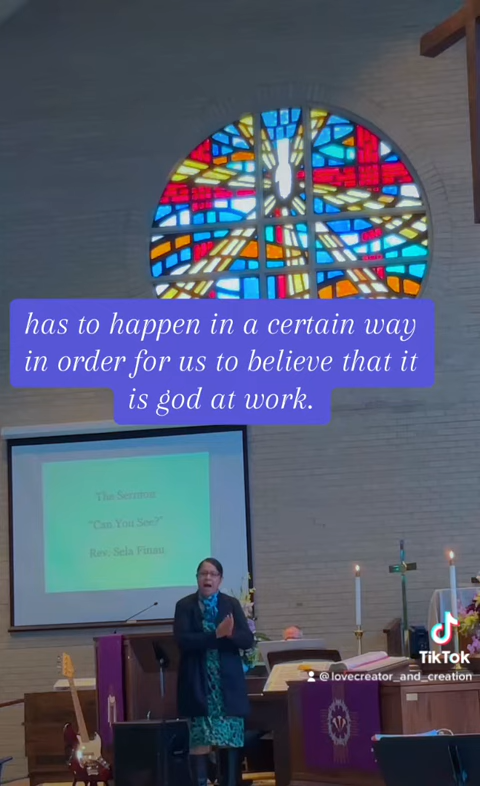 has to happen in a certain way
in order for us to believe that it
is god at work.
The Sermon
"Can You See?"
Rev. Sela Finau
TikTok
@lovecreator_and_creation